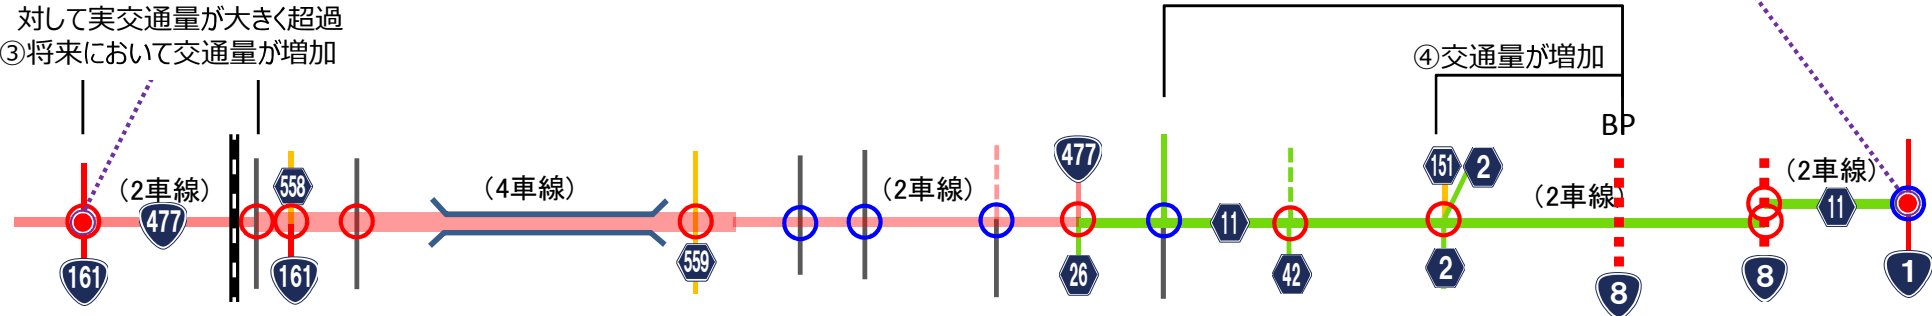 対して実交通量が大きく超過
③将来において交通量が増加
④交通量が増加
BP
477
151
2
(2車線)
558
(4車線)
(2車線)
(2車線)
(2車線)
477
11
11
161
161
559
26
42
2
8
8
1